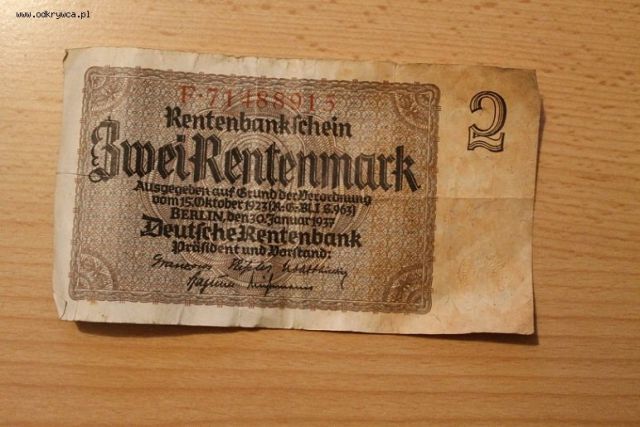 www.odkrywca.pl
F·71488915
Rentenbankschein
2
Zwei Rentenmark
Ausgegeben auf Grund der Verordnung
vom 15. Oktober 1923 (R.-G.-Bl. I S. 963)
BERLIN, den 30. Januar 1937
Deutsche Rentenbank
Präsident und Vorstand: